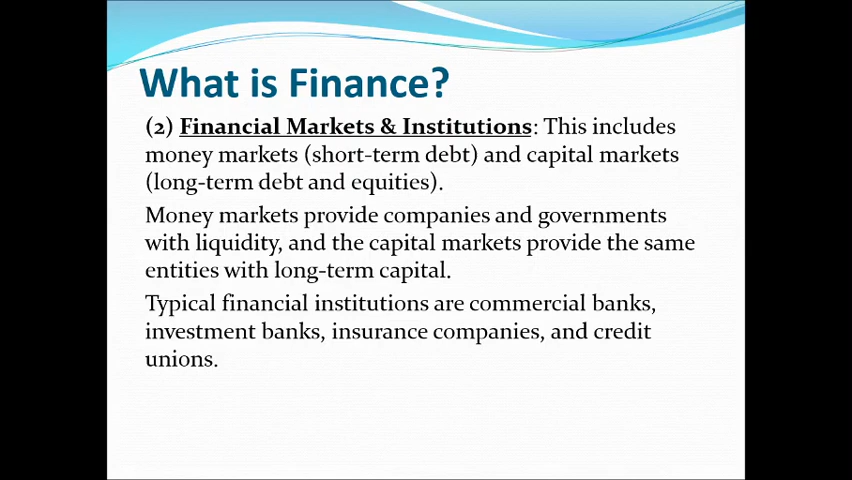 What is Finance?
(2) Financial Markets & Institutions: This includes
money markets (short-term debt) and capital markets
(long-term debt and equities).
Money markets provide companies and governments
with liquidity, and the capital markets provide the same
entities with long-term capital.
Typical financial institutions are commercial banks,
investment banks, insurance companies, and credit
unions.